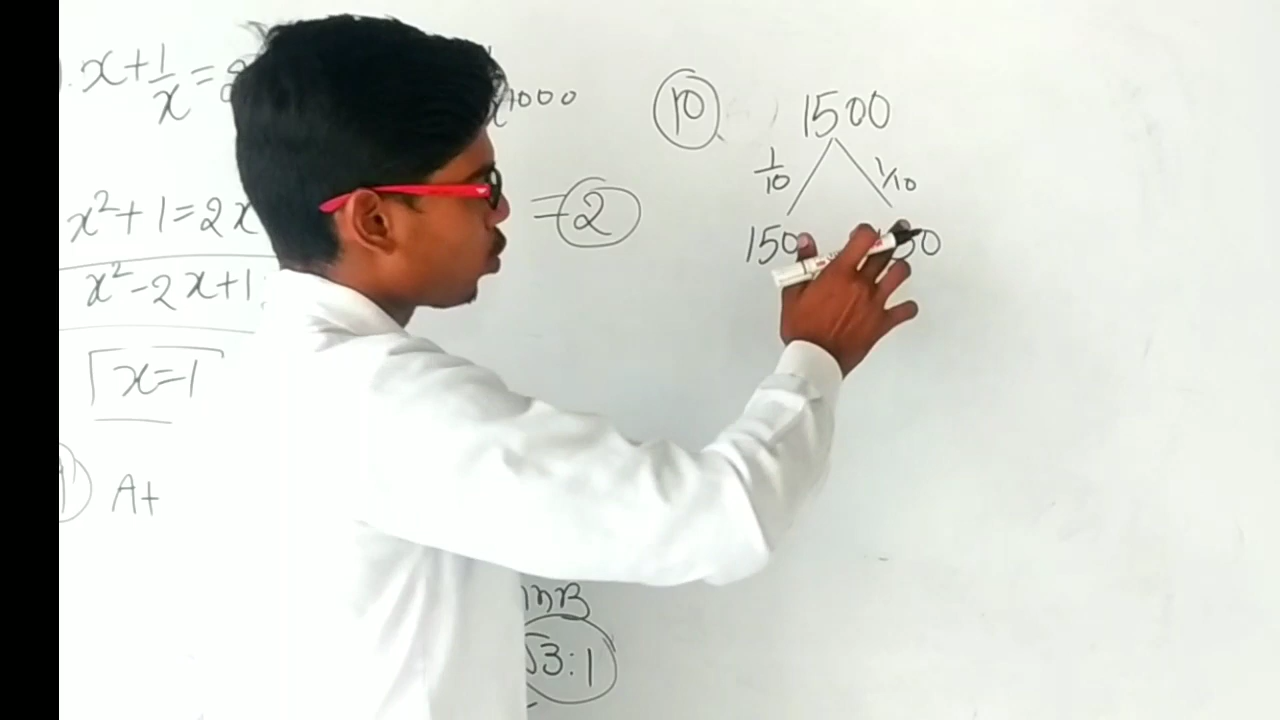 x+1/x=
x²+1=2x
x²-2x+1
x=1
A+
1000
=2
10
1500
1/10 1/10
150 150
√3:1